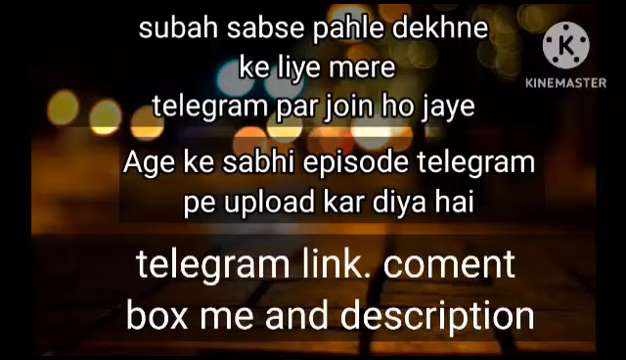 subah sabse pahle dekhne
ke liye mere
telegram par join ho jaye
KINEMASTER
Age ke sabhi episode telegram
pe upload kar diya hai
telegram link. coment
box me and description